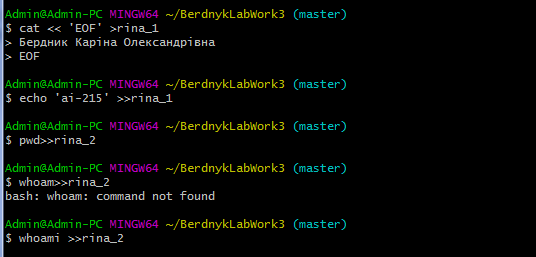 Admin@Admin-PC MINGW64 ~/BerdnykLabWork3 (master)
$ cat << 'EOF' >rina_1
> Бердник Каріна Олександрівна
> EOF
Admin@Admin-PC MINGW64 ~/BerdnykLabWork3 (master)
$ echo 'ai-215' >>rina_1
Admin@Admin-PC MINGW64 ~/BerdnykLabWork3 (master)
$ pwd>>rina_2
Admin@Admin-PC MINGW64 ~/BerdnykLabWork3 (master)
$ whoam>>rina_2
bash: whoam: command not found
Admin@Admin-PC MINGW64 ~/BerdnykLabWork3 (master)
$ whoami >>rina_2